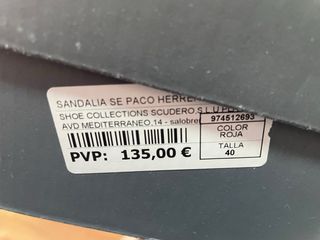 SANDALIA SE PACO HERRER
SHOE COLLECTIONS SCUDERO,S.L.U
AVD MEDITERRANEO,14 - salobre
974512693
COLOR
ROJA
TALLA
40
PVP: 135,00 €